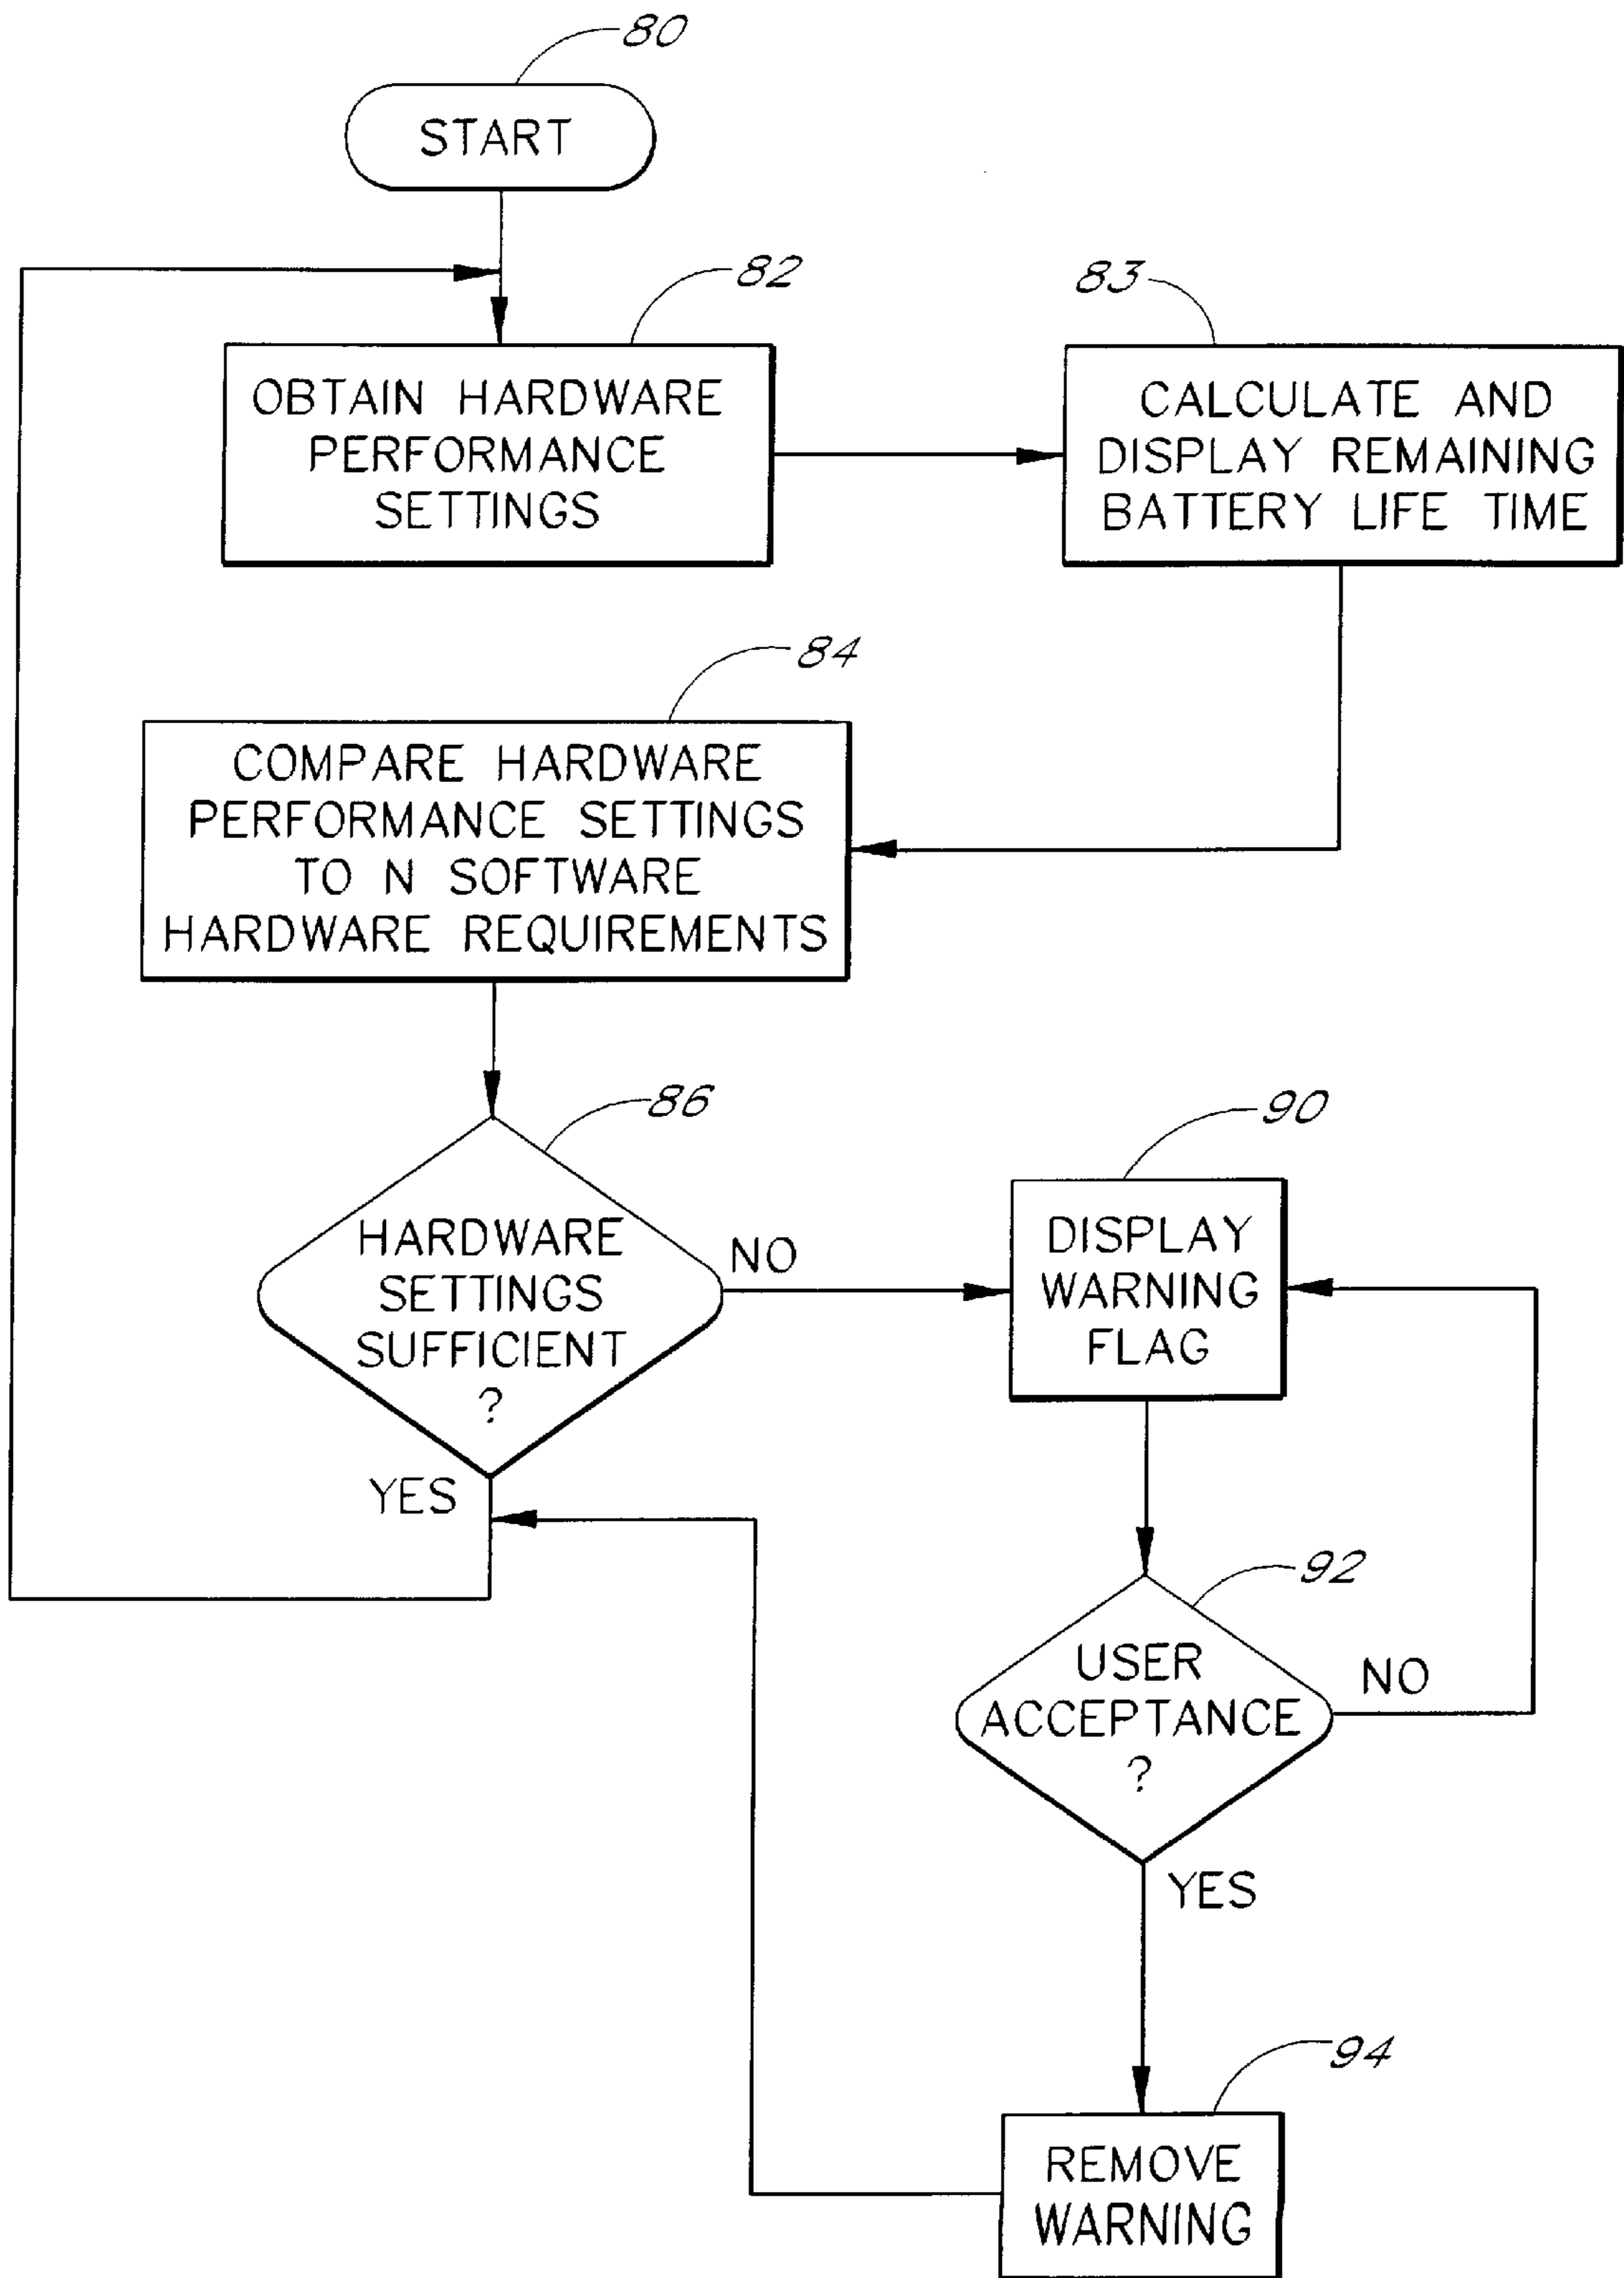 80
START
82
OBTAIN HARDWARE
PERFORMANCE
SETTINGS
83
CALCULATE AND
DISPLAY REMAINING
BATTERY LIFE TIME
84
COMPARE HARDWARE
PERFORMANCE SETTINGS
TO N SOFTWARE
HARDWARE REQUIREMENTS
86
HARDWARE
SETTINGS
SUFFICIENT
?
NO
YES
90
DISPLAY
WARNING
FLAG
92
USER
ACCEPTANCE
?
NO
YES
94
REMOVE
WARNING